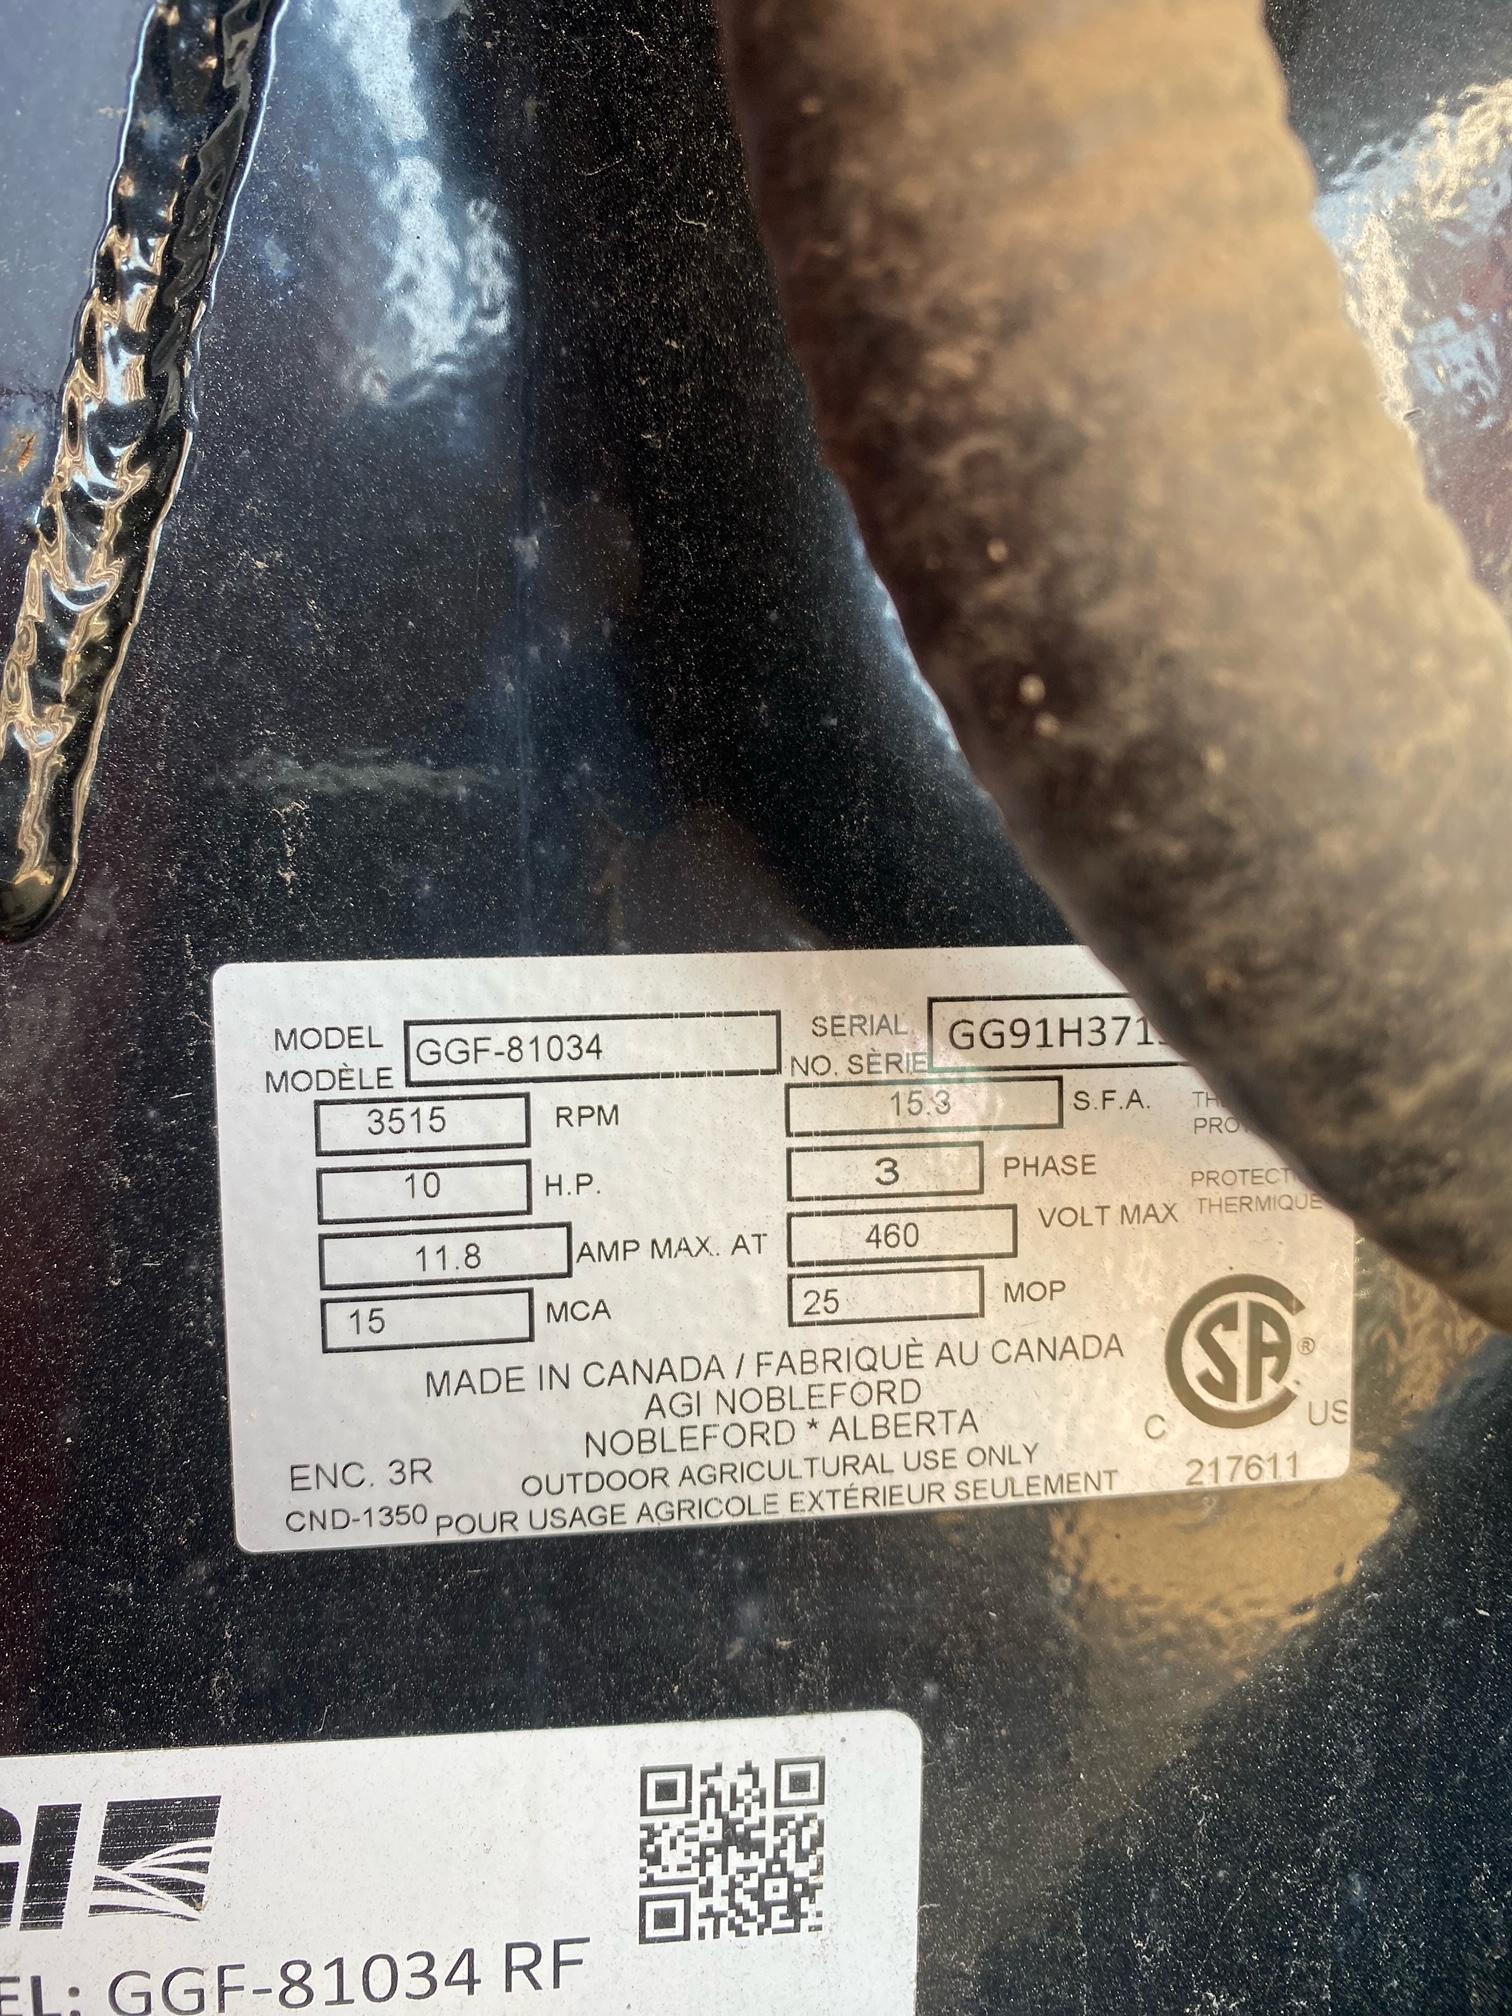 MODEL GGF-81034 SERIAL GG91H371
MODÈLE NO. SÈRIE
3515 RPM 15.3 S.F.A.
10 H.P. 3 PHASE
THERMIQUE
11.8 AMP MAX. AT 460 VOLT MAX
15 MCA 25 MOP
MADE IN CANADA / FABRIQUÈ AU CANADA
AGI NOBLEFORD
NOBLEFORD * ALBERTA
ENC. 3R OUTDOOR AGRICULTURAL USE ONLY
CND-1350 POUR USAGE AGRICOLE EXTÉRIEUR SEULEMENT
SA®
C US
217611
GGF-81034 RF